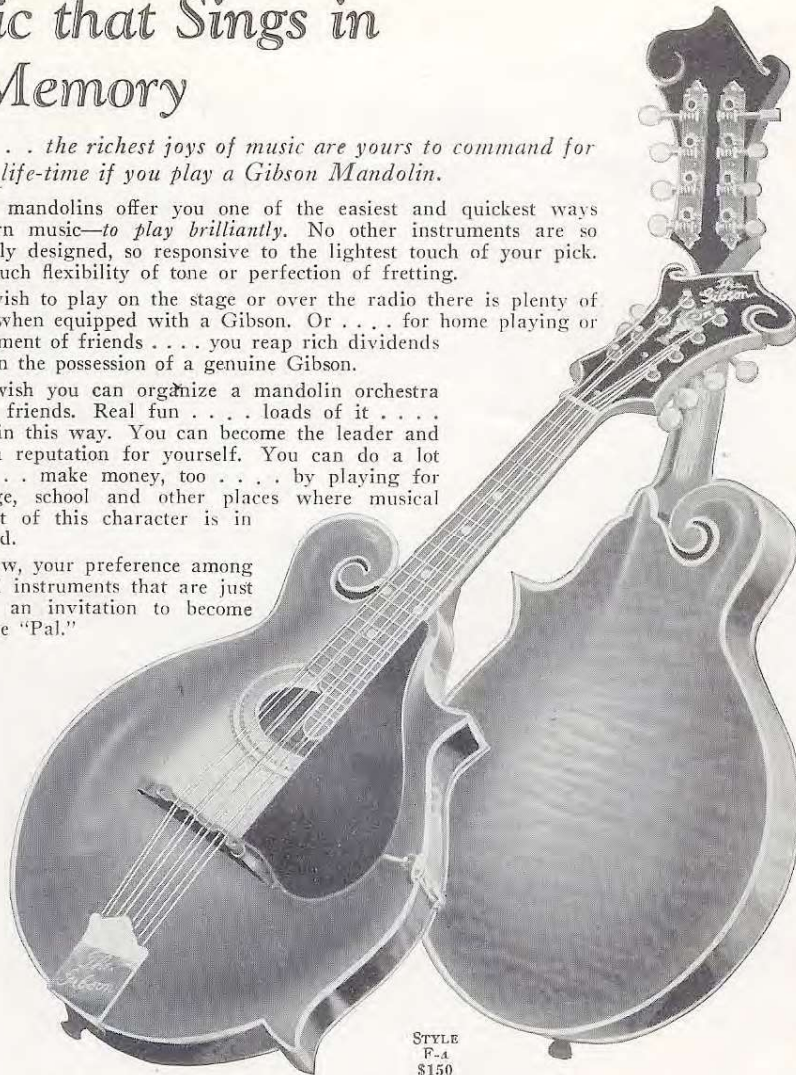 ic that Sings in
Memory
. . the richest joys of music are yours to command for
life-time if you play a Gibson Mandolin.
mandolins offer you one of the easiest and quickest ways
rn music—to play brilliantly. No other instruments are so
ly designed, so responsive to the lightest touch of your pick.
uch flexibility of tone or perfection of fretting.
vish to play on the stage or over the radio there is plenty of
when equipped with a Gibson. Or . . . . for home playing or
ment of friends . . . . you reap rich dividends
n the possession of a genuine Gibson.
vish you can organize a mandolin orchestra
friends. Real fun . . . . loads of it . . . .
in this way. You can become the leader and
reputation for yourself. You can do a lot
. . make money, too . . . . by playing for
ge, school and other places where musical
t of this character is in
d.
w, your preference among
instruments that are just
an invitation to become
e "Pal."
The
Gibson
The
Gibson
STYLE
F-4
$150